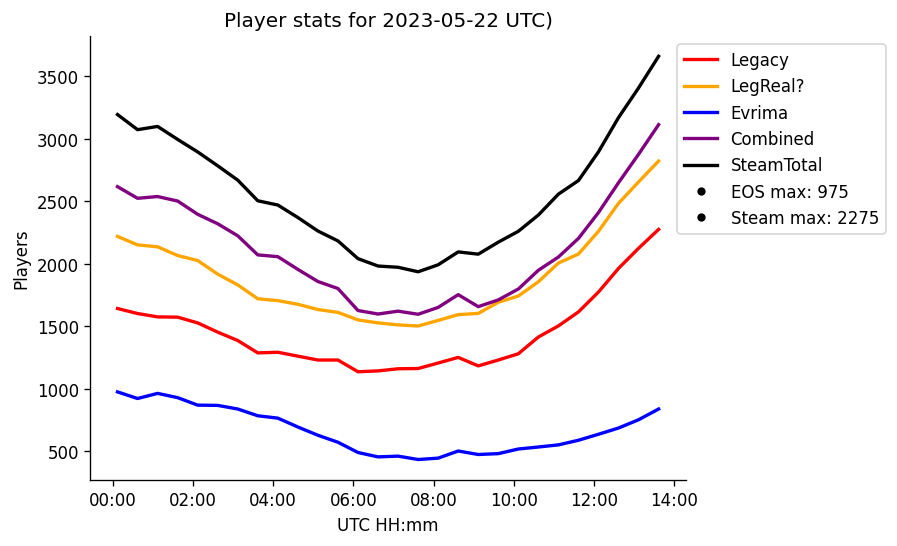 Player stats for 2023-05-22 UTC)
Legacy
LegReal?
Evrima
Combined
SteamTotal
EOS max: 975
Steam max: 2275
Players
3500
3000
2500
2000
1500
1000
500
00:00 02:00 04:00 06:00 08:00 10:00 12:00 14:00
UTC HH:mm